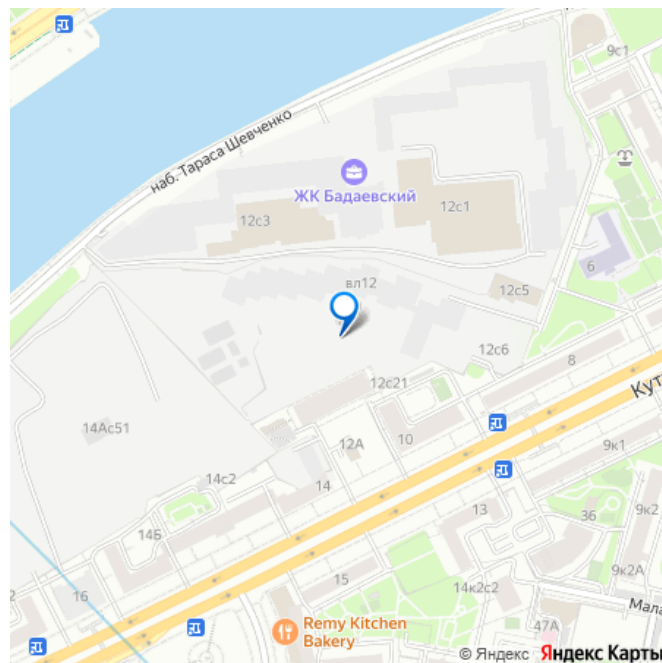 9с1
наб. Тараса Шевченко
ЖК Бадаевский
12с3
12с1
6
вл12
12с5
12с6
8
Кут
12с21
14Ас51
10
12А
9к1
14с2
14
13
36
9к2
14Б
15
9к2А
2
16
14к2с2
Мала
47А
Remy Kitchen
Bakery
© Яндекс Яндекс Карты